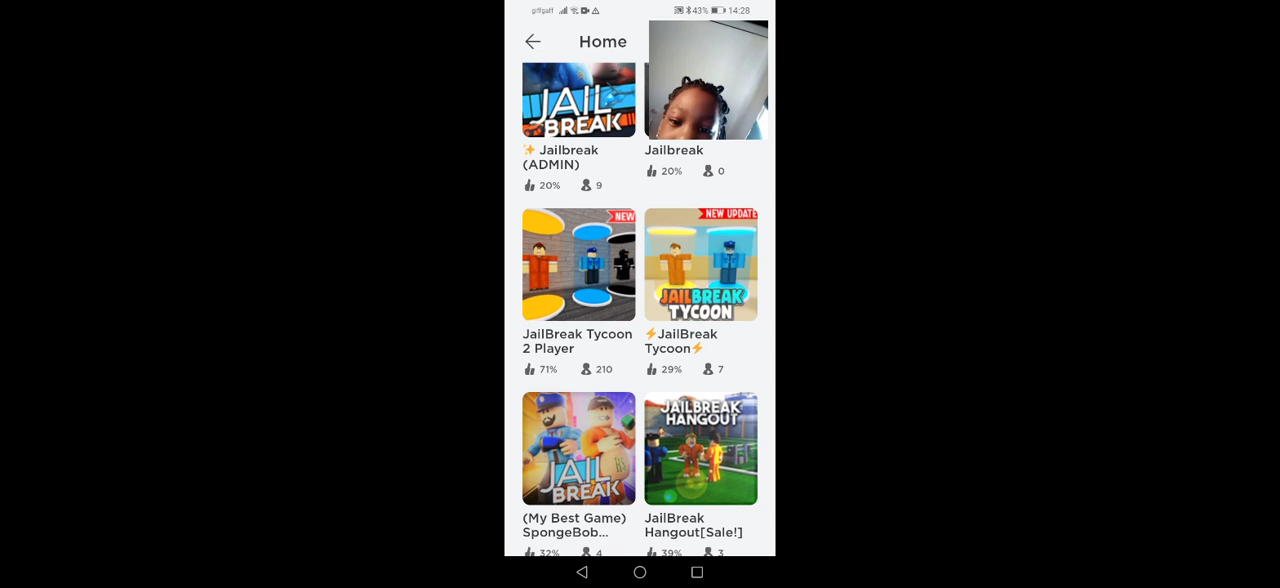 giffgaff
43% 14:28
Home
JAIL
BREAK
✨ Jailbreak
(ADMIN)
20% 9
Jailbreak
20% 0
NEW
JailBreak Tycoon
2 Player
71% 210
NEW UPDATE
JAILBREAK
TYCOON
⚡JailBreak
Tycoon⚡
29% 7
JAIL
BREAK
(My Best Game)
SpongeBob...
32% 4
JAILBREAK
HANGOUT
JailBreak
Hangout[Sale!]
39% 3